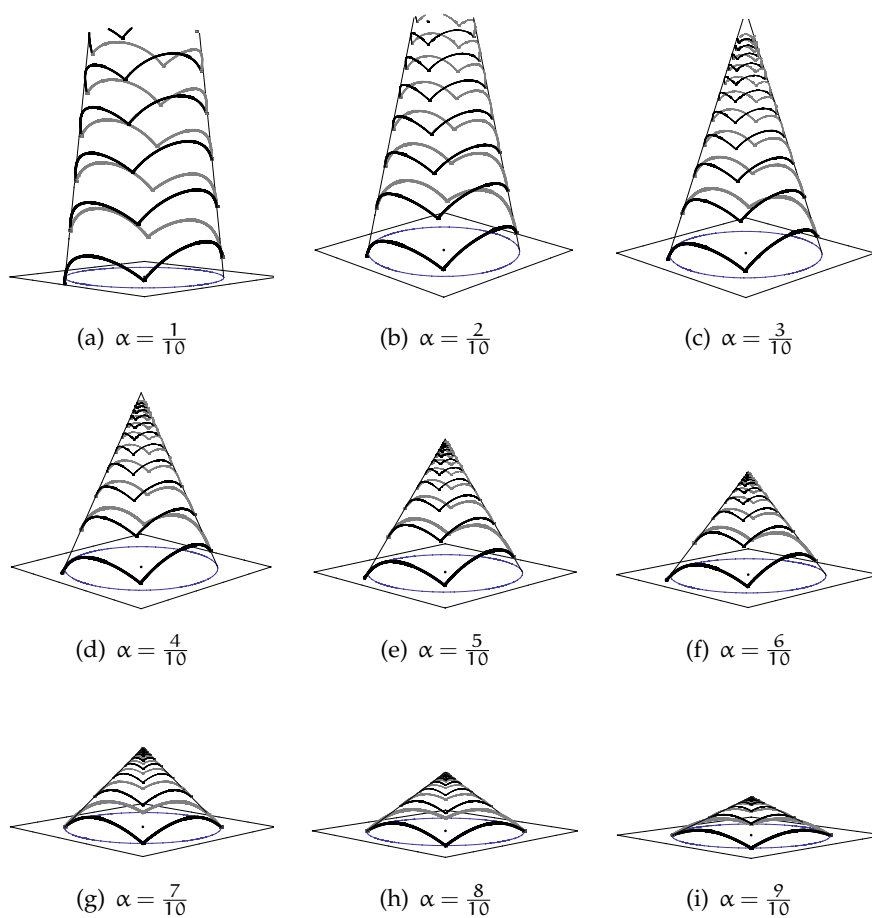 (a) α = 1/10
(b) α = 2/10
(c) α = 3/10
(d) α = 4/10
(e) α = 5/10
(f) α = 6/10
(g) α = 7/10
(h) α = 8/10
(i) α = 9/10